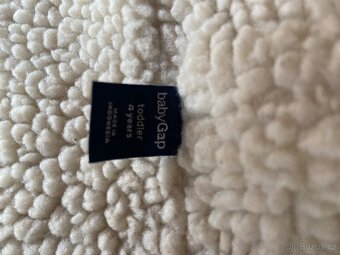 babyGap
toddler
4 years
MADE IN
INDONESIA